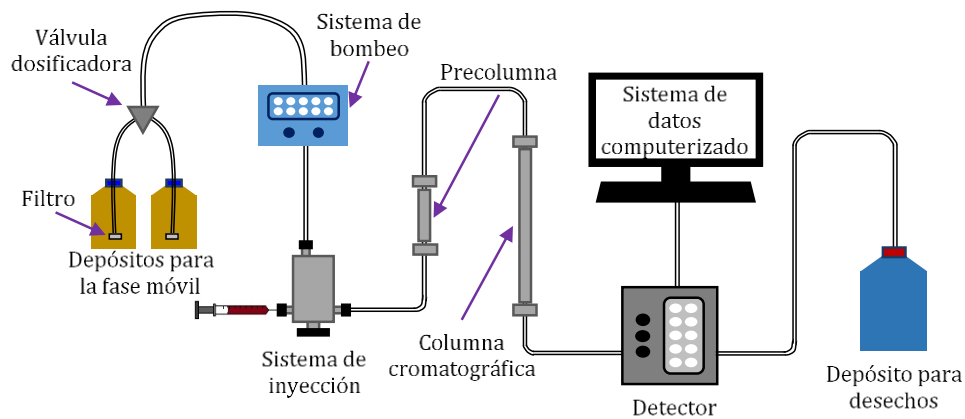 Sistema de
bombeo
Válvula
dosificadora
Precolumna
Sistema de
datos
computerizado
Filtro
Depósitos para
la fase móvil
Sistema de
inyección
Columna
cromatográfica
Detector
Depósito para
desechos